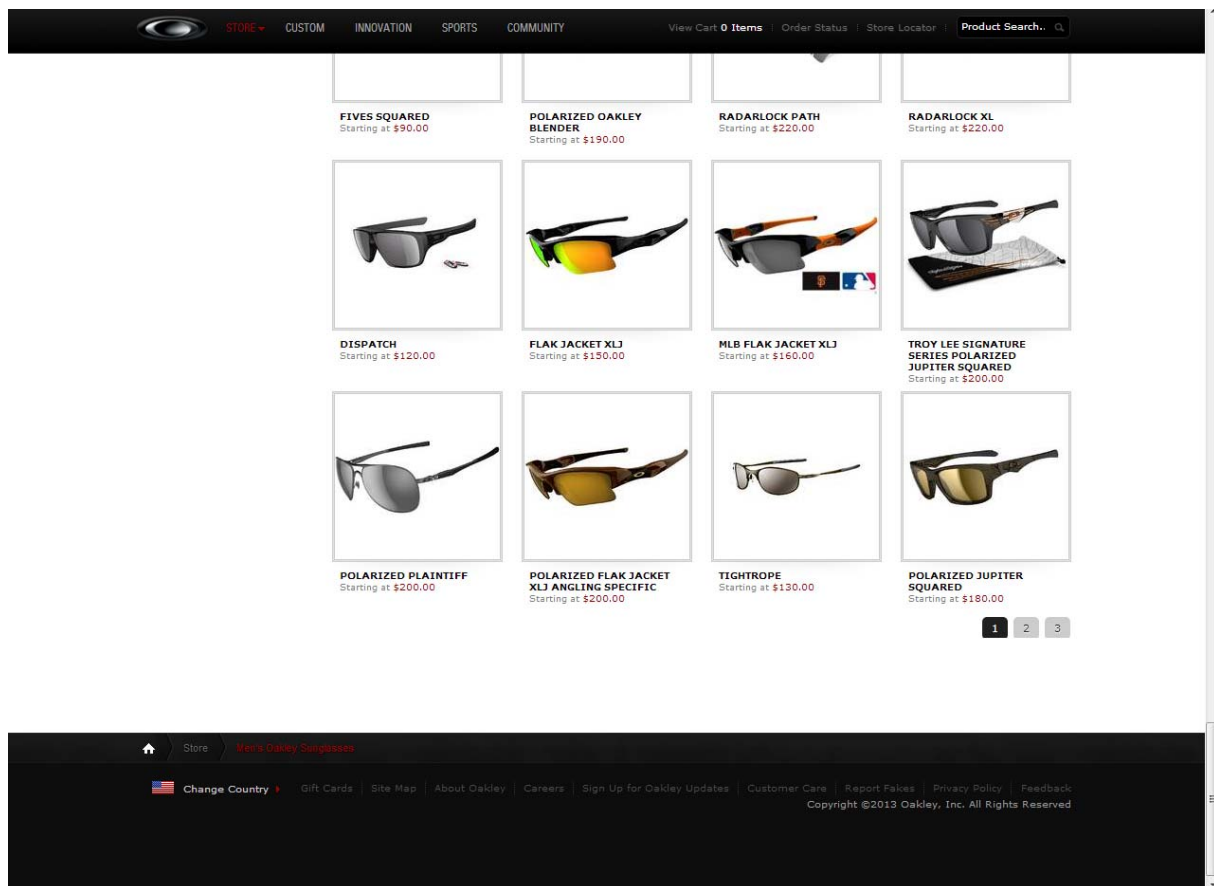 STORE CUSTOM INNOVATION SPORTS COMMUNITY View Cart 0 Items Order Status Store Locator Product Search..
FIVES SQUARED
Starting at $90.00
POLARIZED OAKLEY
BLENDER
Starting at $190.00
RADARLOCK PATH
Starting at $220.00
RADARLOCK XL
Starting at $220.00
DISPATCH
Starting at $120.00
FLAK JACKET XLJ
Starting at $150.00
MLB FLAK JACKET XLJ
Starting at $160.00
TROY LEE SIGNATURE
SERIES POLARIZED
JUPITER SQUARED
Starting at $200.00
POLARIZED PLAINTIFF
Starting at $200.00
POLARIZED FLAK JACKET
XLJ ANGLING SPECIFIC
Starting at $200.00
TIGHTROPE
Starting at $130.00
POLARIZED JUPITER
SQUARED
Starting at $180.00
1 2 3
Store Men's Oakley Sunglasses
Change Country Gift Cards Site Map About Oakley Careers Sign Up for Oakley Updates Customer Care Report Fakes Privacy Policy Feedback
Copyright ©2013 Oakley, Inc. All Rights Reserved